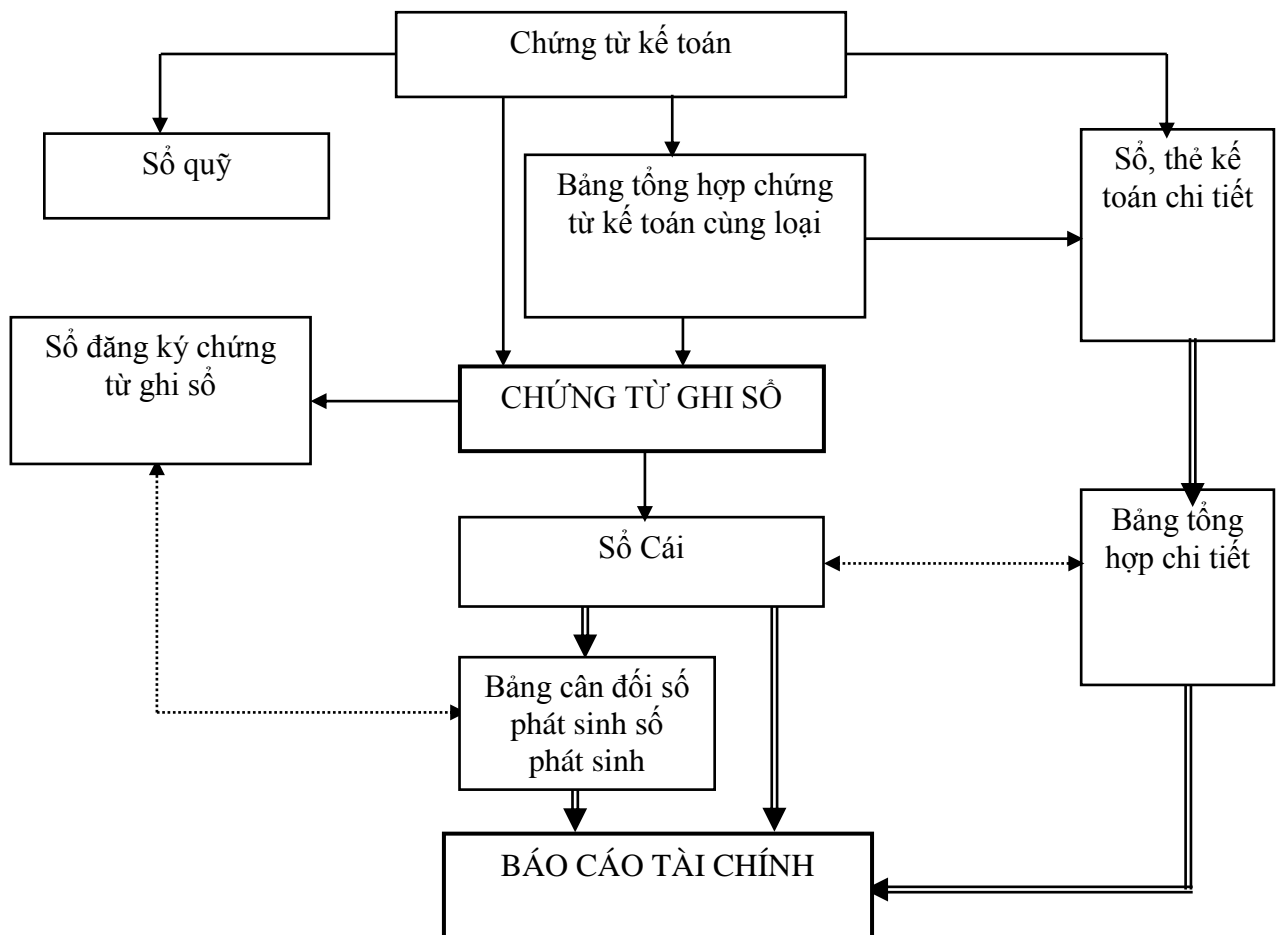 Chứng từ kế toán
Sổ quỹ
Bảng tổng hợp chứng
từ kế toán cùng loại
Sổ, thẻ kế
toán chi tiết
Sổ đăng ký chứng
từ ghi sổ
CHỨNG TỪ GHI SỔ
Sổ Cái
Bảng tổng
hợp chi tiết
Bảng cân đối số
phát sinh số
phát sinh
BÁO CÁO TÀI CHÍNH